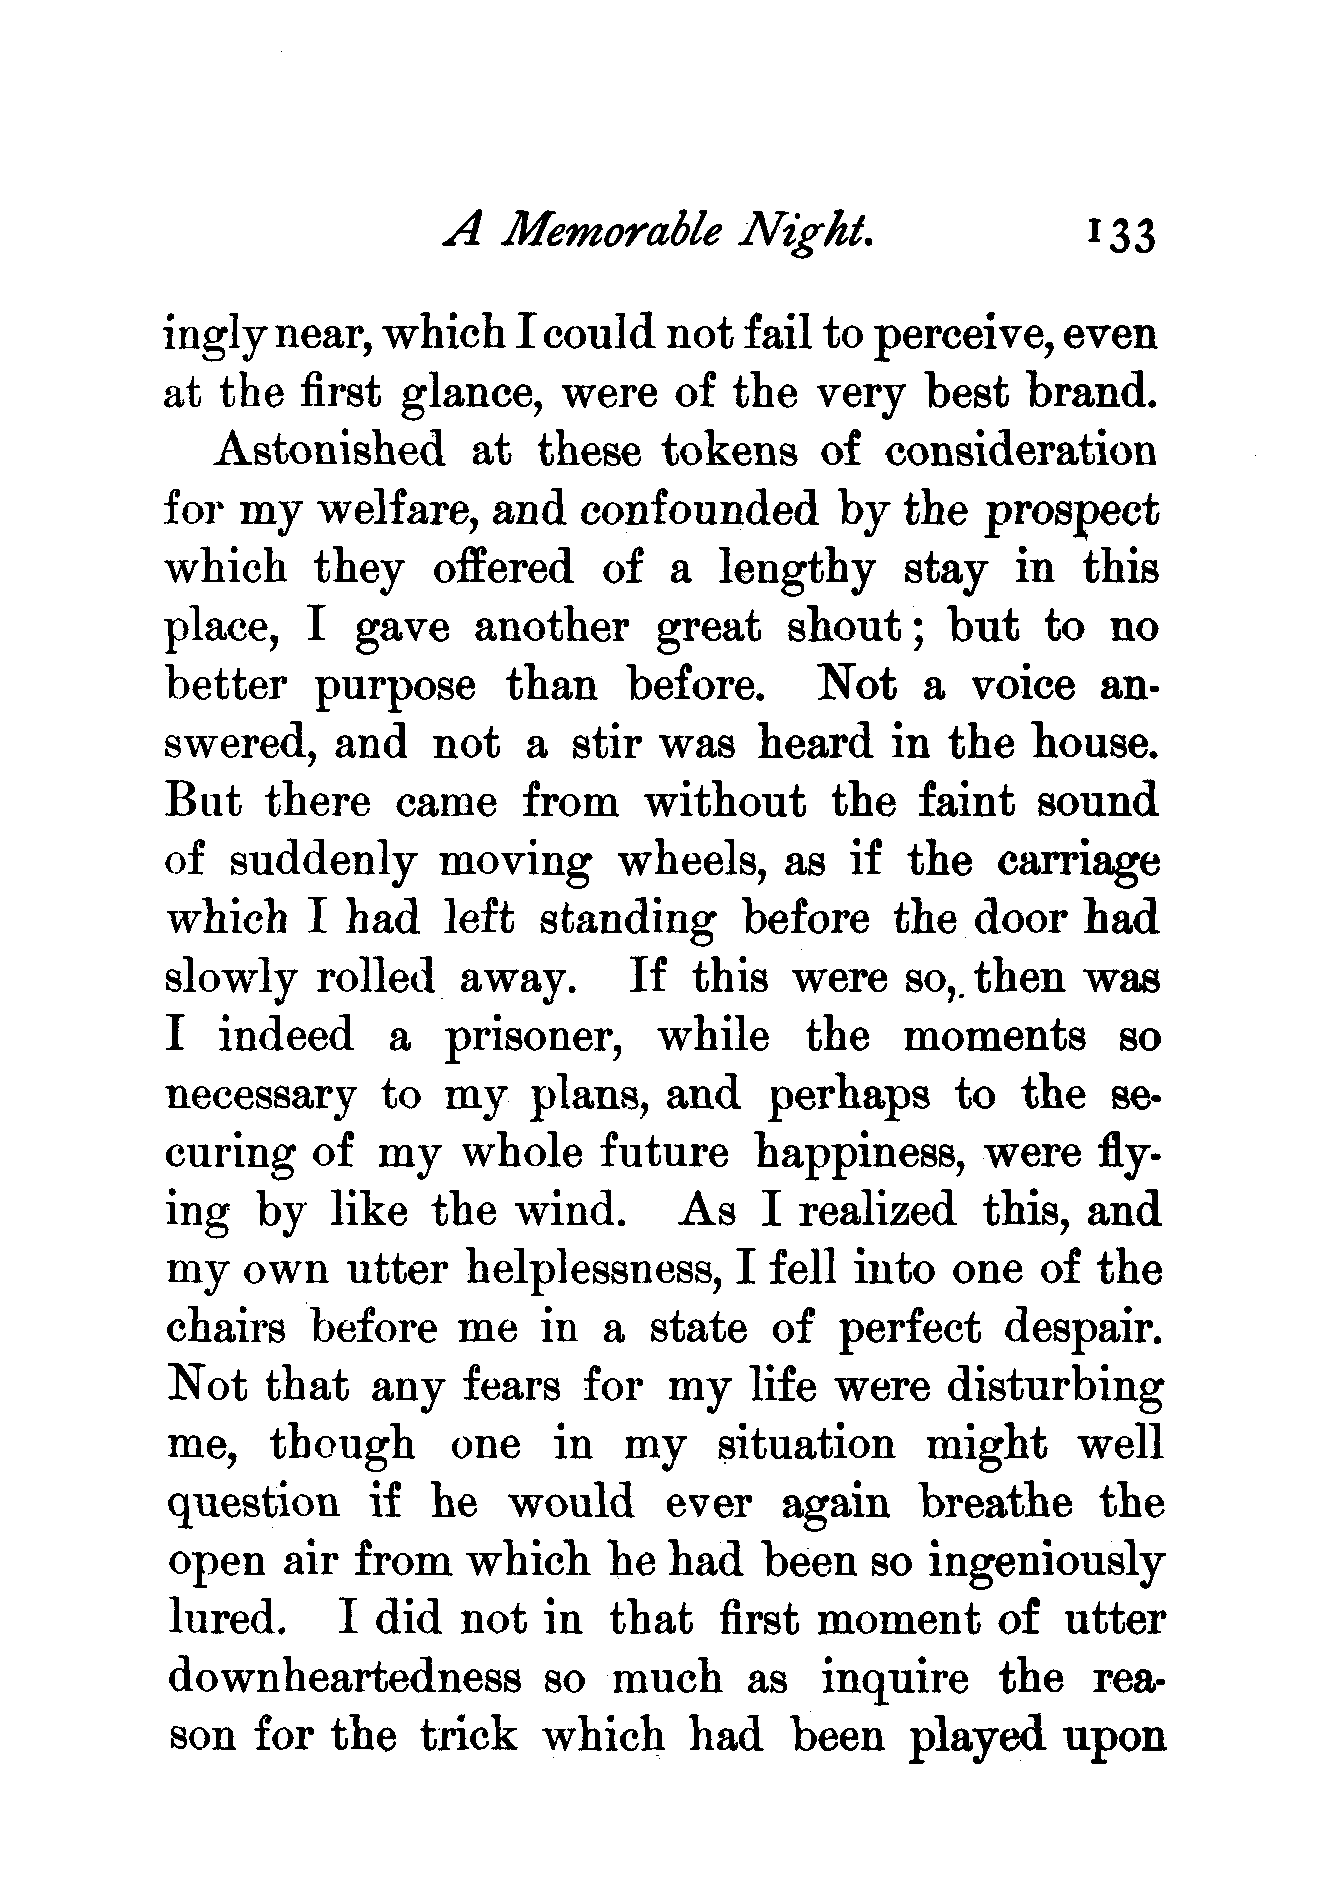 A Memorable Night. 133
ingly near, which I could not fail to perceive, even
at the first glance, were of the very best brand.
Astonished at these tokens of consideration
for my welfare, and confounded by the prospect
which they offered of a lengthy stay in this
place, I gave another great shout; but to no
better purpose than before. Not a voice an-
swered, and not a stir was heard in the house.
But there came from without the faint sound
of suddenly moving wheels, as if the carriage
which I had left standing before the door had
slowly rolled away. If this were so, then was
I indeed a prisoner, while the moments so
necessary to my plans, and perhaps to the se-
curing of my whole future happiness, were fly-
ing by like the wind. As I realized this, and
my own utter helplessness, I fell into one of the
chairs before me in a state of perfect despair.
Not that any fears for my life were disturbing
me, though one in my situation might well
question if he would ever again breathe the
open air from which he had been so ingeniously
lured. I did not in that first moment of utter
downheartedness so much as inquire the rea-
son for the trick which had been played upon